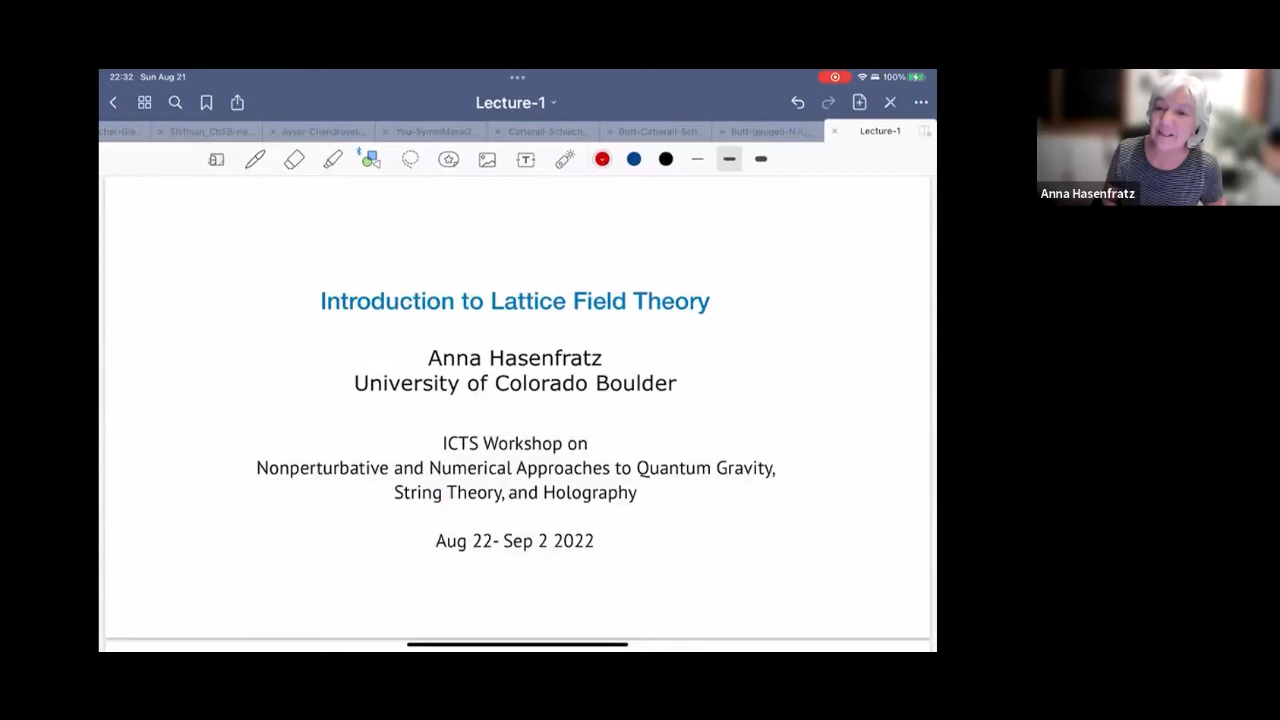 22:32 Sun Aug 21
100%
Lecture-1
You-SymmMassG...
Lecture-1
T
Introduction to Lattice Field Theory
Anna Hasenfratz
University of Colorado Boulder
ICTS Workshop on
Nonperturbative and Numerical Approaches to Quantum Gravity,
String Theory, and Holography
Aug 22- Sep 2 2022
Anna Hasenfratz